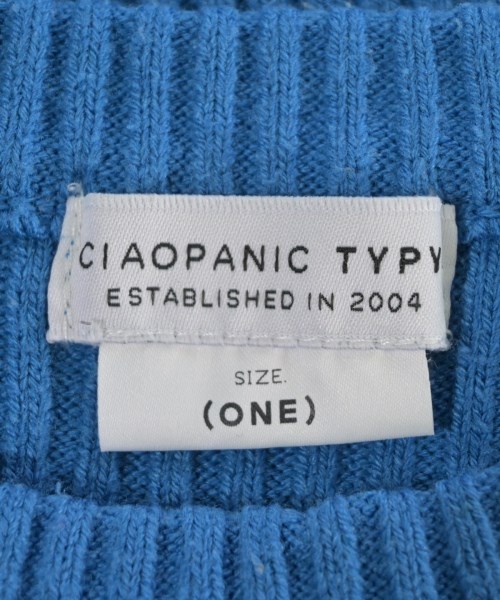 CIAOPANIC TYPY
ESTABLISHED IN 2004
SIZE.
(ONE)